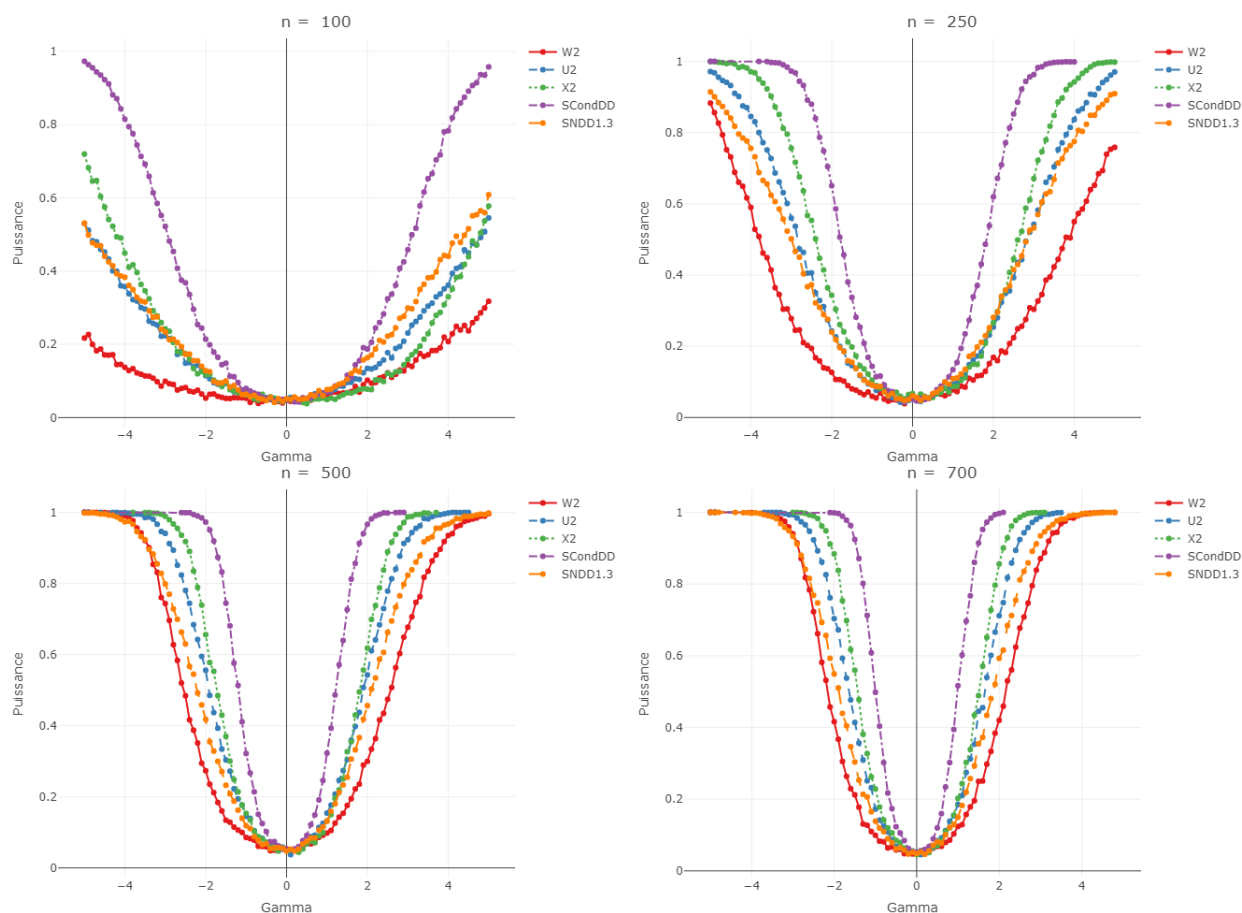 n = 100
1
0.8
0.6
0.4
0.2
0
Puissance
−4
−2
0
2
4
Gamma
W2
U2
X2
SCondDD
SNDD1.3
n = 250
1
0.8
0.6
0.4
0.2
0
Puissance
−4
−2
0
2
4
Gamma
W2
U2
X2
SCondDD
SNDD1.3
n = 500
1
0.8
0.6
0.4
0.2
0
Puissance
−4
−2
0
2
4
Gamma
W2
U2
X2
SCondDD
SNDD1.3
n = 700
1
0.8
0.6
0.4
0.2
0
Puissance
−4
−2
0
2
4
Gamma
W2
U2
X2
SCondDD
SNDD1.3